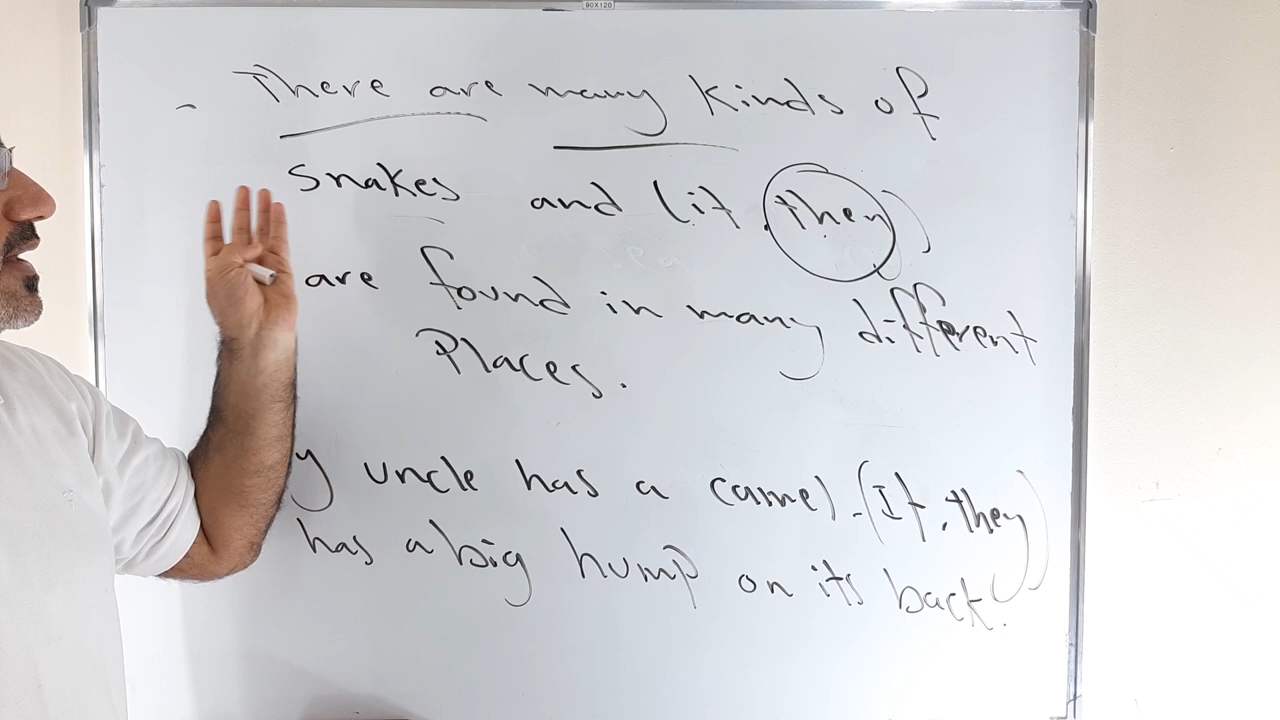 90X120
- There are many kinds of
snakes and (it, they)
are found in many different
Places.
y uncle has a camel. (It, they)
has a big hump on its back.